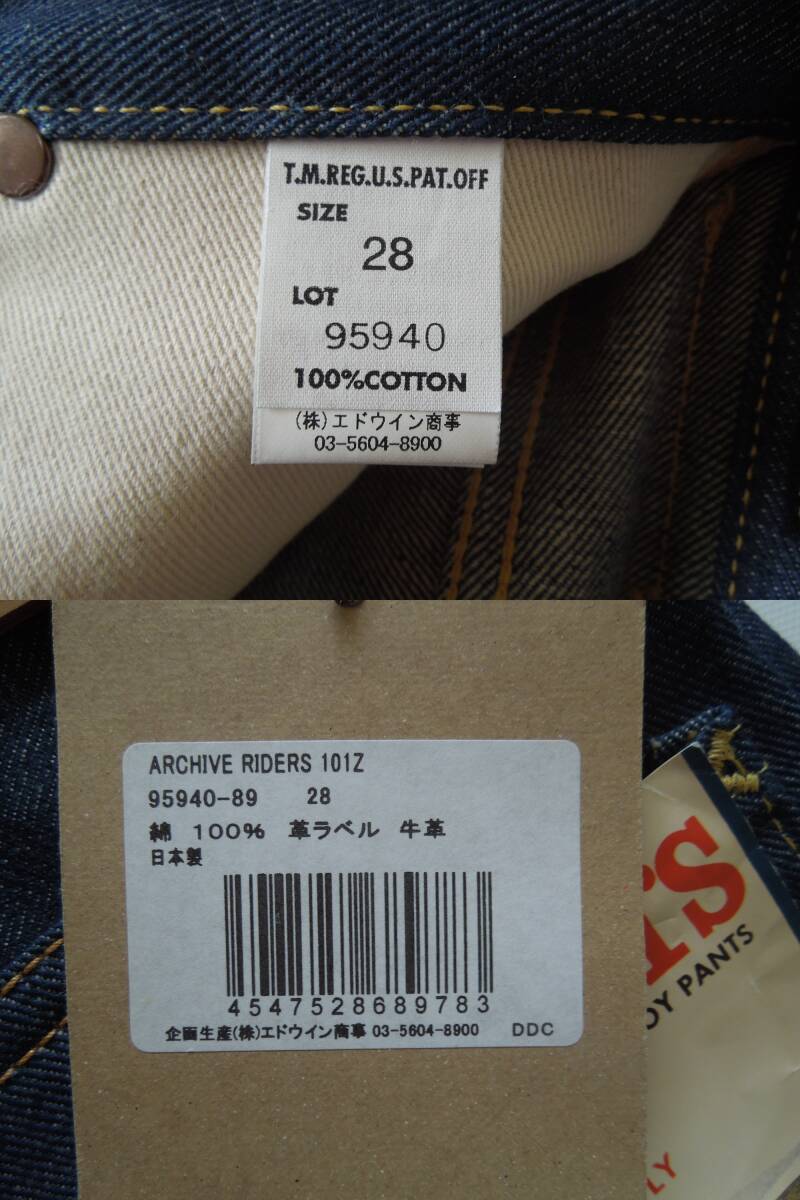 T.M.REG.U.S.PAT.OFF
SIZE
28
LOT
95940
100%COTTON
(株)エドウイン商事
03-5604-8900
ARCHIVE RIDERS 101Z
95940-89 28
綿 100% 革ラベル 牛革
日本製
4547528689783
企画生産(株)エドウイン商事 03-5604-8900 DDC
PANTS